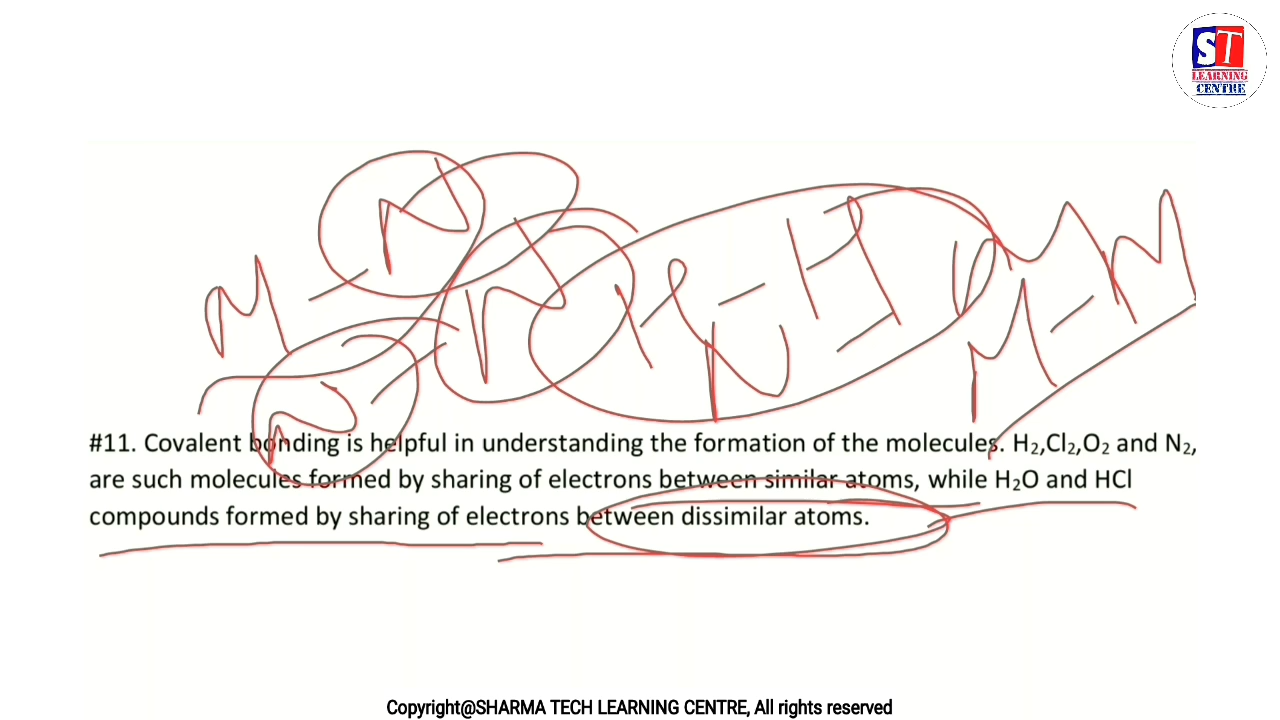 ST
LEARNING
CENTRE
#11. Covalent bonding is helpful in understanding the formation of the molecules. H₂,Cl₂,O₂ and N₂,
are such molecules formed by sharing of electrons between similar atoms, while H₂O and HCl
compounds formed by sharing of electrons between dissimilar atoms.
Copyright@SHARMA TECH LEARNING CENTRE, All rights reserved